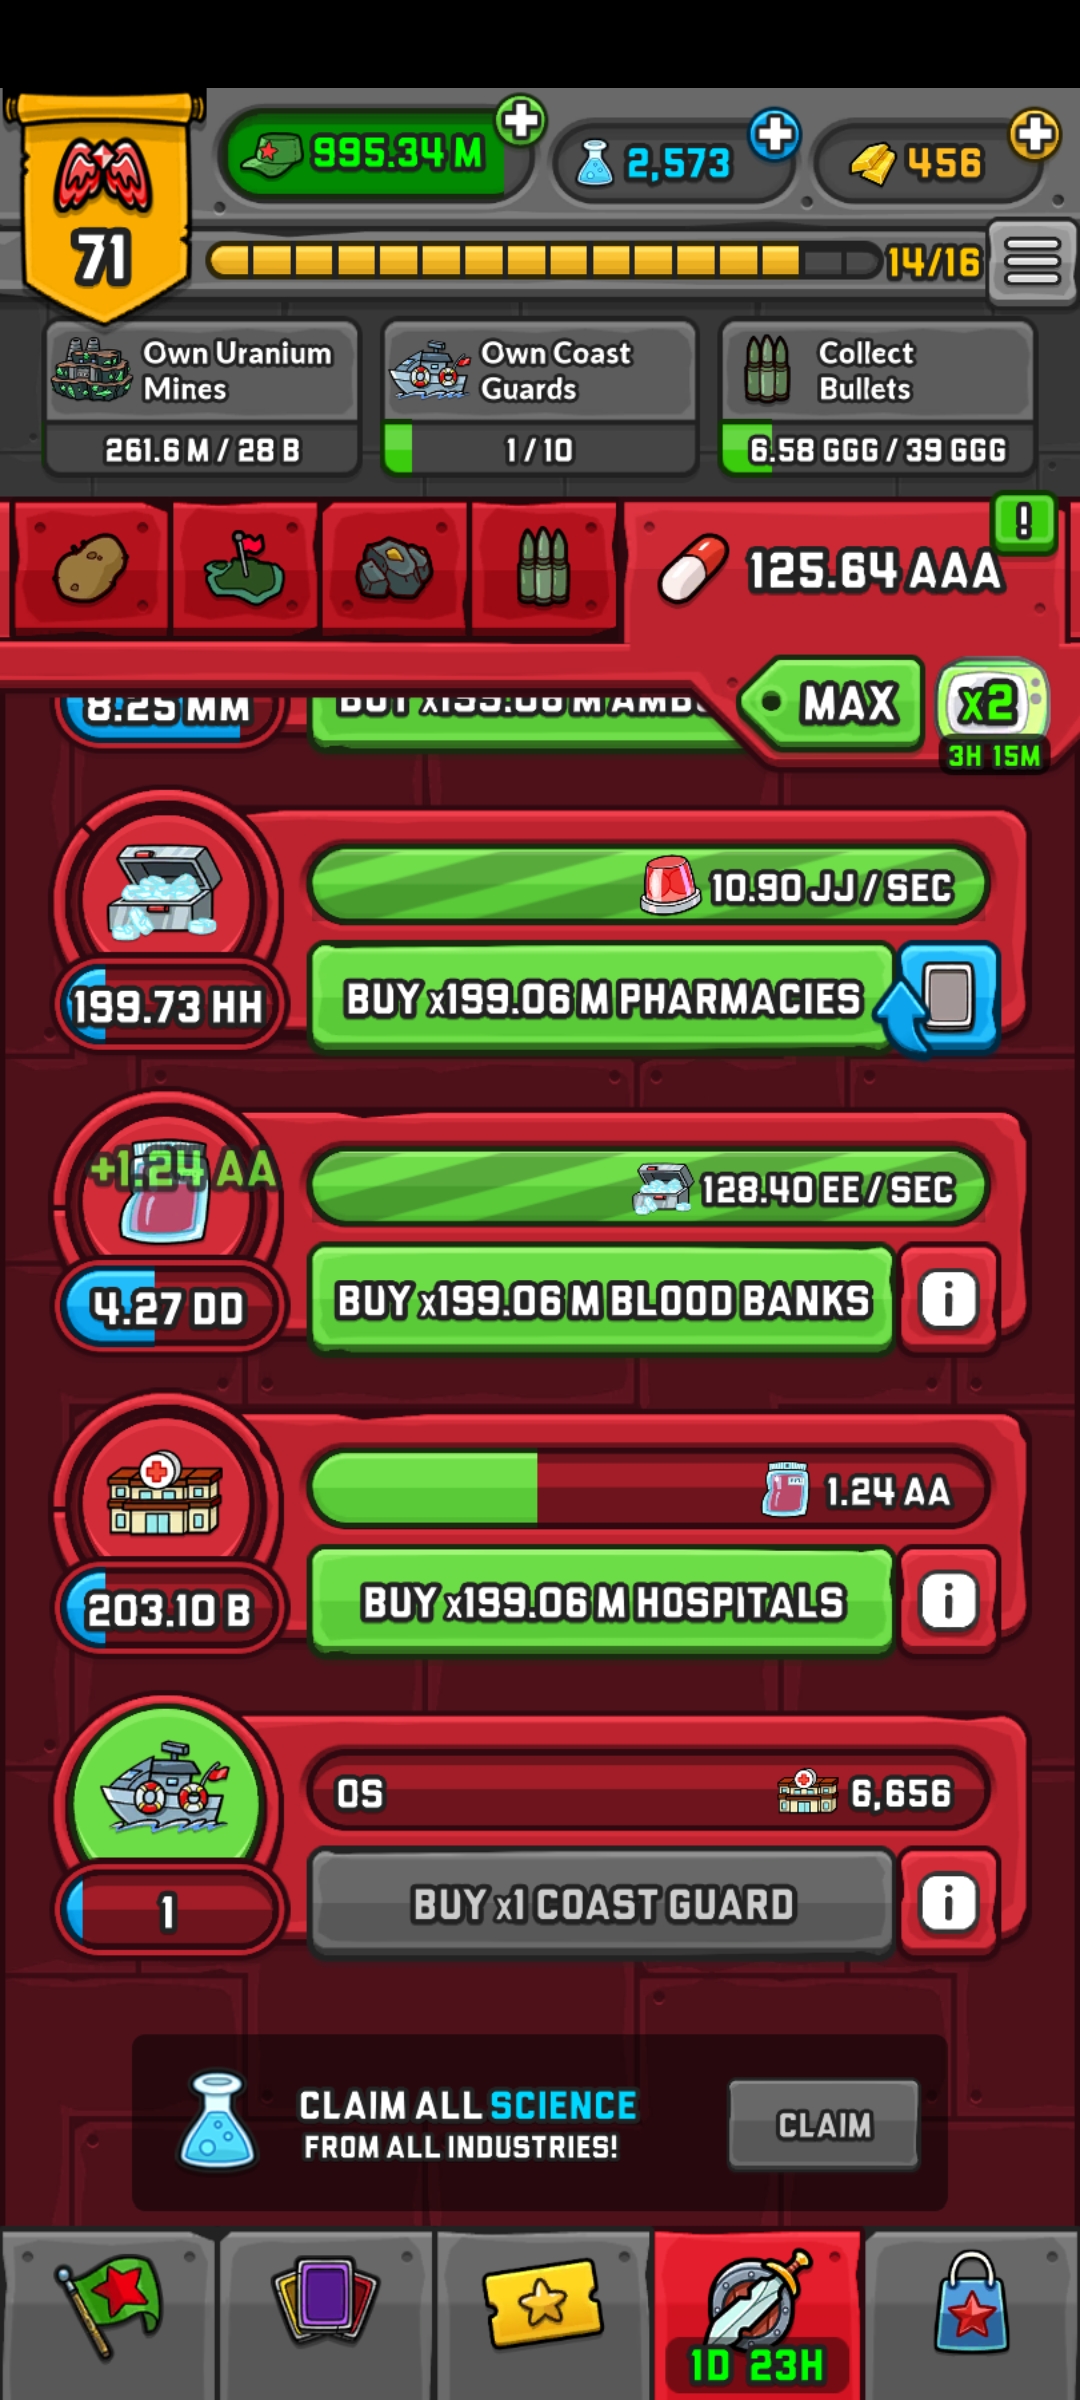 995.34 M
2,573
456
71
14/16
Own Uranium
Mines
261.6 M / 28 B
Own Coast
Guards
1 / 10
Collect
Bullets
6.58 GGG / 39 GGG
!
125.64 AAA
8.25 MM
MAX
x2
3H 15M
10.90 JJ / SEC
199.73 HH
BUY x199.06 M PHARMACIES
+1.24 AA
128.40 EE / SEC
4.27 DD
BUY x199.06 M BLOOD BANKS
i
1.24 AA
203.10 B
BUY x199.06 M HOSPITALS
i
0S
6,656
1
BUY x1 COAST GUARD
i
CLAIM ALL SCIENCE
FROM ALL INDUSTRIES!
CLAIM
1D 23H